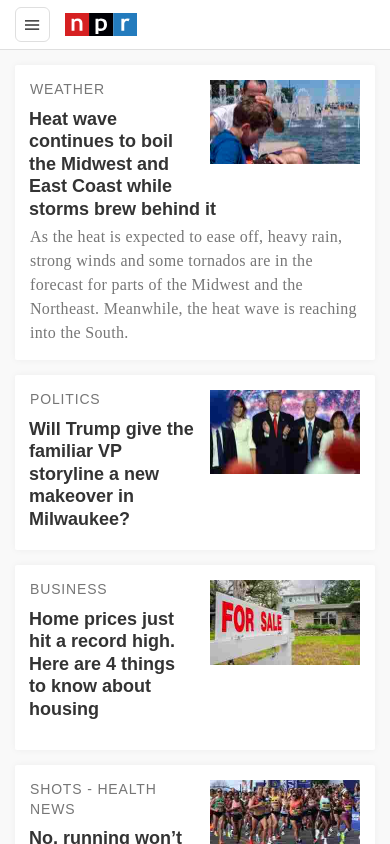 npr
WEATHER
Heat wave
continues to boil
the Midwest and
East Coast while
storms brew behind it
As the heat is expected to ease off, heavy rain,
strong winds and some tornados are in the
forecast for parts of the Midwest and the
Northeast. Meanwhile, the heat wave is reaching
into the South.
POLITICS
Will Trump give the
familiar VP
storyline a new
makeover in
Milwaukee?
BUSINESS
Home prices just
hit a record high.
Here are 4 things
to know about
housing
FOR SALE
SHOTS - HEALTH
NEWS
No, running won’t